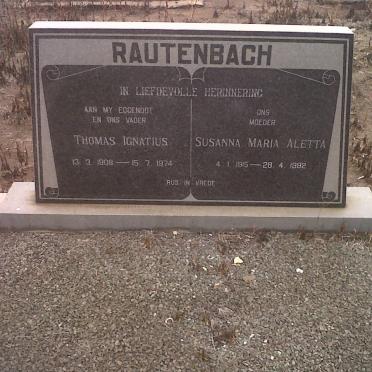 RAUTENBACH
IN LIEFDEVOLLE HERINNERING
AAN MY EGGENOOT
EN ONS VADER
THOMAS IGNATIUS
13. 3. 1908 — 15. 7. 1974
ONS
MOEDER
SUSANNA MARIA ALETTA
4. 1. 1915 — 28. 4. 1992
RUS IN VREDE